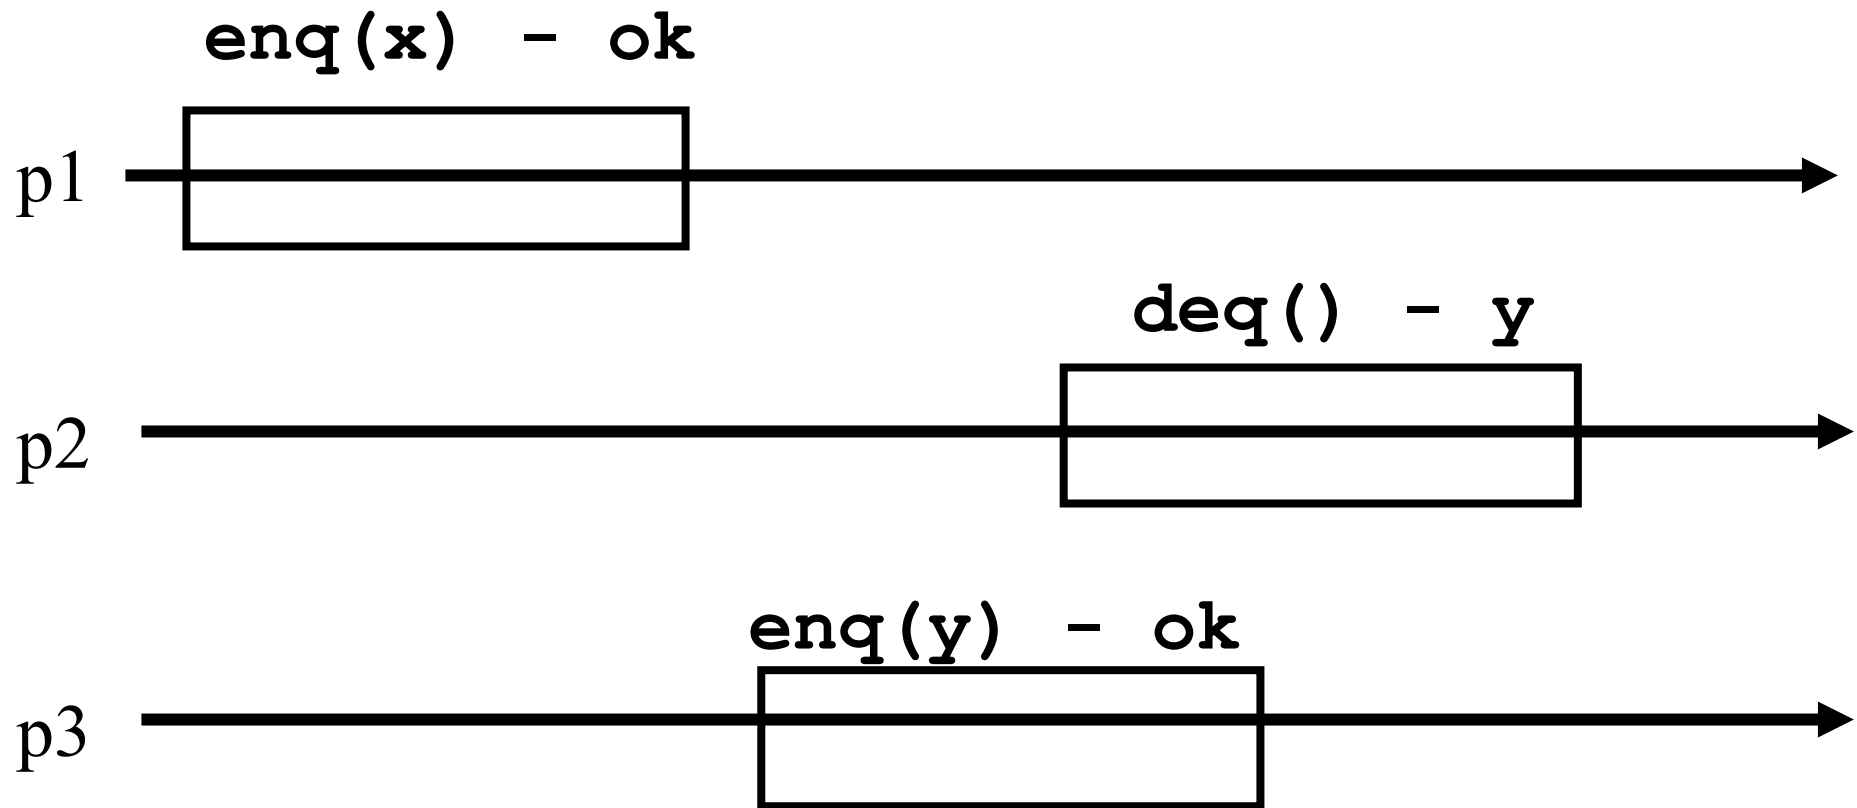 enq(x) - ok
p1
deq() - y
p2
enq(y) - ok
p3